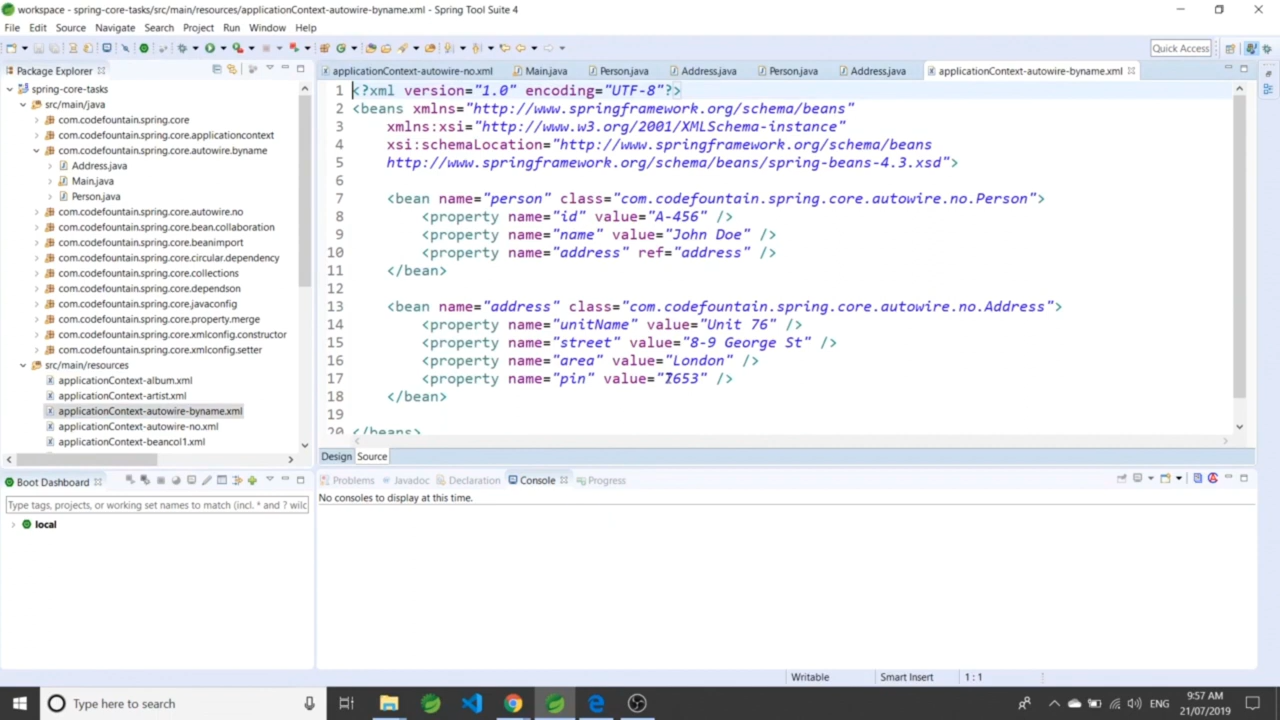 workspace - spring-core-tasks/src/main/resources/applicationContext-autowire-byname.xml - Spring Tool Suite 4
File Edit Source Navigate Search Project Run Window Help
Quick Access
Package Explorer
applicationContext-autowire-no.xml Main.java Person.java Address.java Person.java Address.java applicationContext-autowire-byname.xml
spring-core-tasks
src/main/java
com.codefountain.spring.core
com.codefountain.spring.core.applicationcontext
com.codefountain.spring.core.autowire.byname
Address.java
Main.java
Person.java
com.codefountain.spring.core.autowire.no
com.codefountain.spring.core.bean.collaboration
com.codefountain.spring.core.beanimport
com.codefountain.spring.core.circular.dependency
com.codefountain.spring.core.collections
com.codefountain.spring.core.dependson
com.codefountain.spring.core.javaconfig
com.codefountain.spring.core.property.merge
com.codefountain.spring.core.xmlconfig.constructor
com.codefountain.spring.core.xmlconfig.setter
src/main/resources
applicationContext-album.xml
applicationContext-artist.xml
applicationContext-autowire-byname.xml
applicationContext-autowire-no.xml
applicationContext-beancol1.xml
1 <?xml version="1.0" encoding="UTF-8"?>
2 <beans xmlns="http://www.springframework.org/schema/beans"
3 xmlns:xsi="http://www.w3.org/2001/XMLSchema-instance"
4 xsi:schemaLocation="http://www.springframework.org/schema/beans
5 http://www.springframework.org/schema/beans/spring-beans-4.3.xsd">
6
7 <bean name="person" class="com.codefountain.spring.core.autowire.no.Person">
8 <property name="id" value="A-456" />
9 <property name="name" value="John Doe" />
10 <property name="address" ref="address" />
11 </bean>
12
13 <bean name="address" class="com.codefountain.spring.core.autowire.no.Address">
14 <property name="unitName" value="Unit 76" />
15 <property name="street" value="8-9 George St" />
16 <property name="area" value="London" />
17 <property name="pin" value= />
18 </bean>
19
20 </beans>
Design Source
Boot Dashboard
Type tags, projects, or working set names to match (incl. * and ? wilc
local
Problems Javadoc Declaration Console Progress
No consoles to display at this time.
Writable Smart Insert 1 : 1
Type here to search
ENG
9:57 AM
21/07/2019